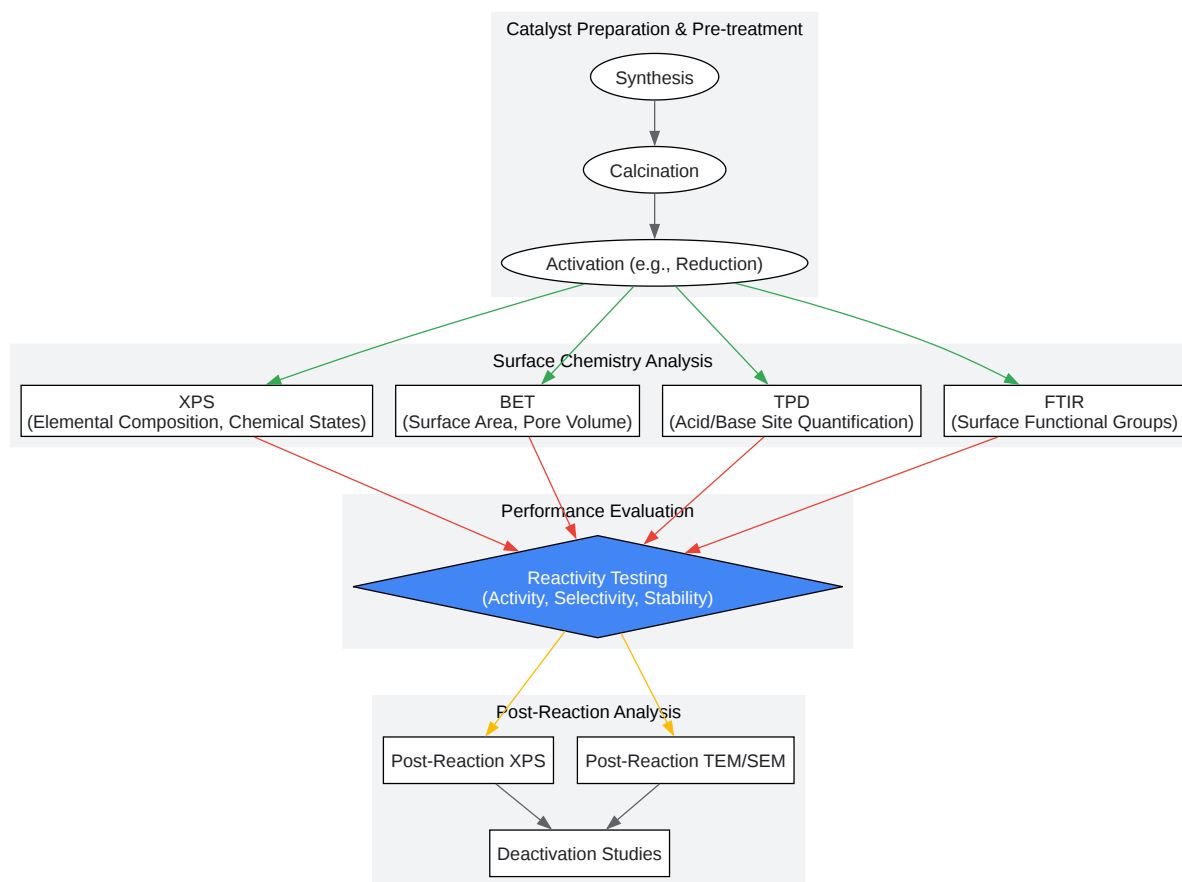 Catalyst Preparation & Pre-treatment
Synthesis
Calcination
Activation (e.g., Reduction)
Surface Chemistry Analysis
XPS
(Elemental Composition, Chemical States)
BET
(Surface Area, Pore Volume)
TPD
(Acid/Base Site Quantification)
FTIR
(Surface Functional Groups)
Performance Evaluation
Reactivity Testing
(Activity, Selectivity, Stability)
Post-Reaction Analysis
Post-Reaction XPS
Post-Reaction TEM/SEM
Deactivation Studies